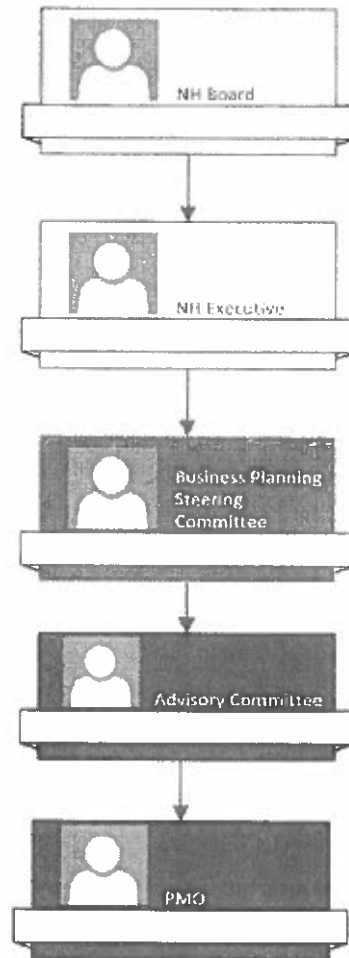 NH Board
NH Executive
Business Planning
Steering
Committee
Advisory Committee
PMO